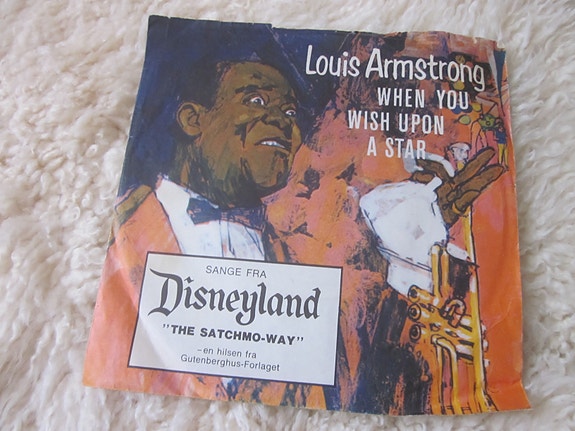 Louis Armstrong
WHEN YOU
WISH UPON
A STAR
SANGE FRA
Disneyland
"THE SATCHMO-WAY"
–en hilsen fra
Gutenberghus-Forlaget